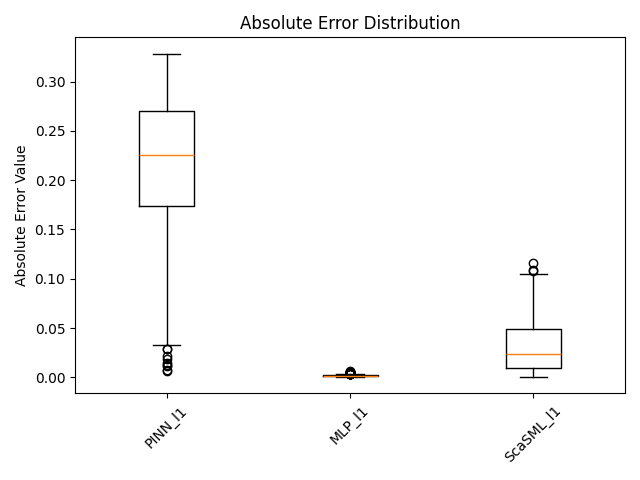 Absolute Error Distribution
Absolute Error Value
0.30
0.25
0.20
0.15
0.10
0.05
0.00
PINN_l1
MLP_l1
ScaSML_l1